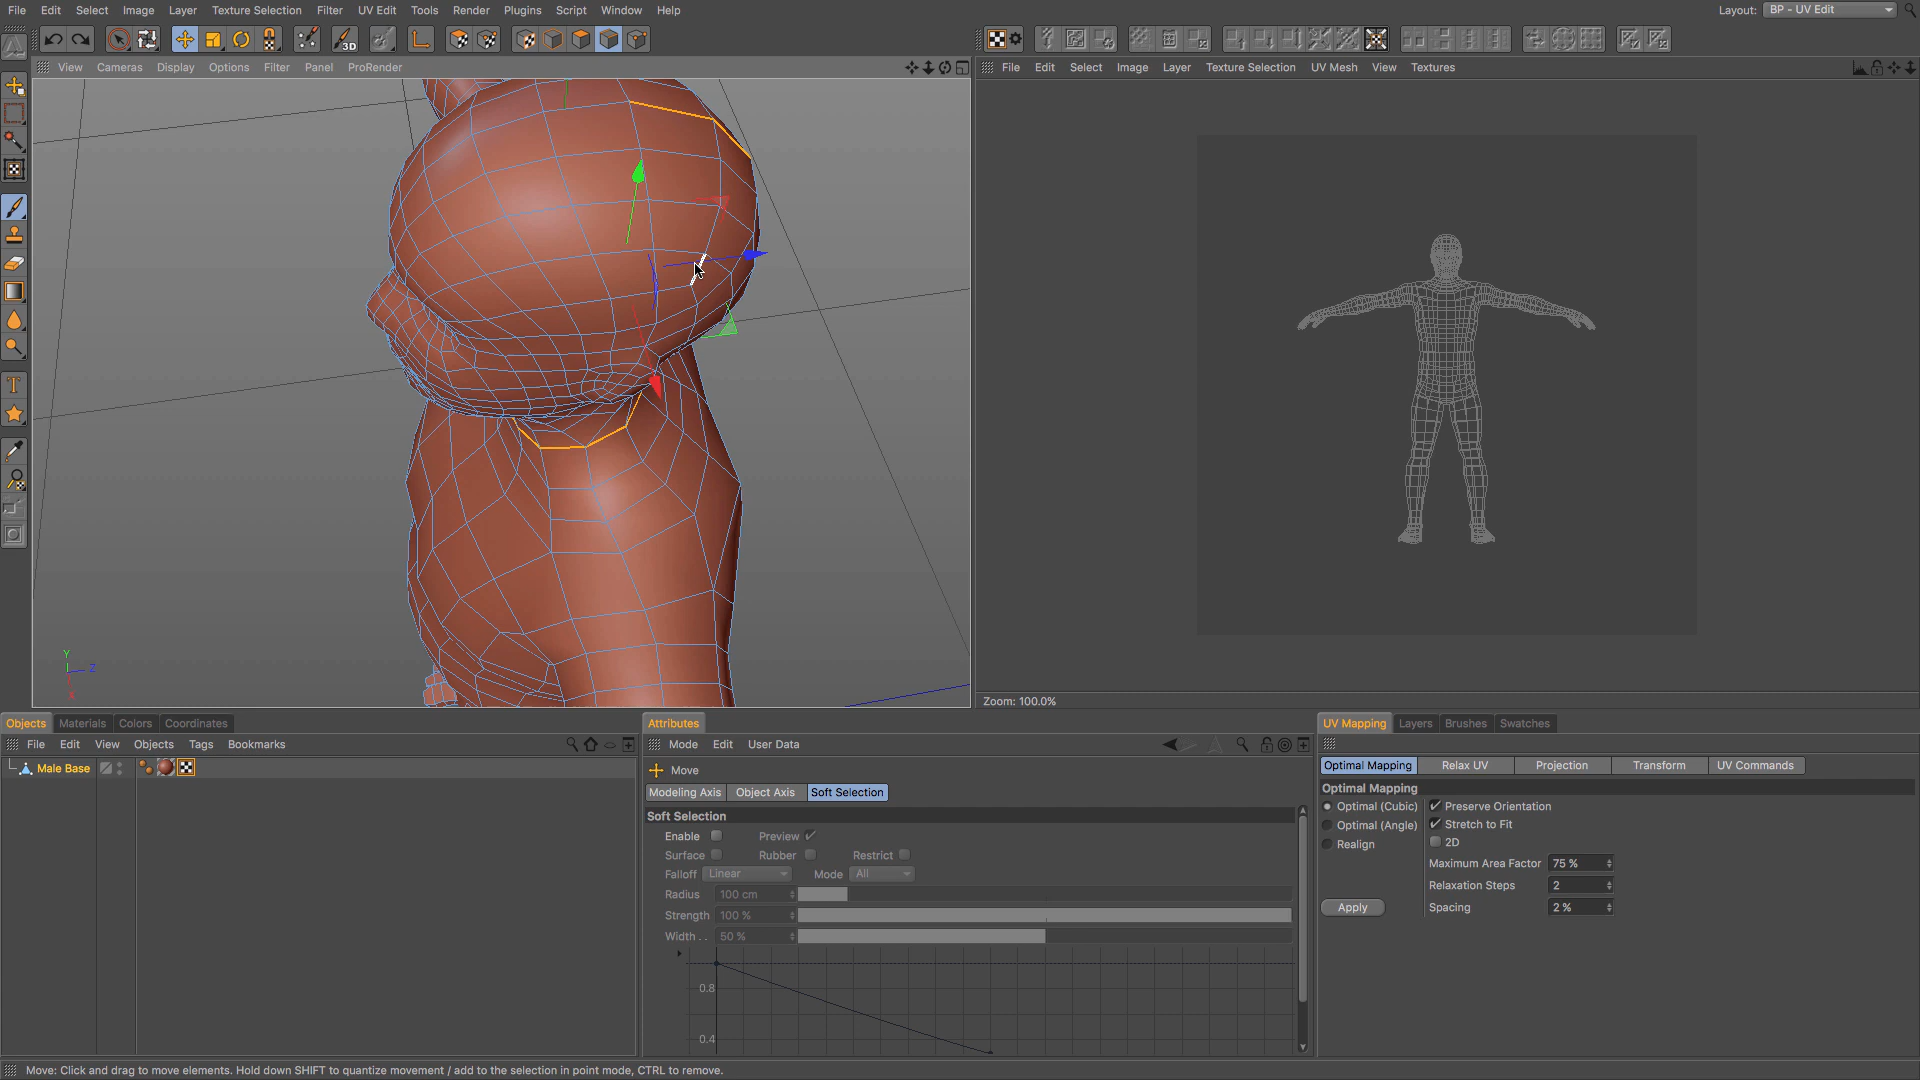 File Edit Select Image Layer Texture Selection Filter UV Edit Tools Render Plugins Script Window Help Layout: BP - UV Edit
3D
View Cameras Display Options Filter Panel ProRender
File Edit Select Image Layer Texture Selection UV Mesh View Textures
T
Y
Z
X
Zoom: 100.0%
Objects Materials Colors Coordinates
File Edit View Objects Tags Bookmarks
Male Base
Attributes
Mode Edit User Data
Move
Modeling Axis Object Axis Soft Selection
Soft Selection
Enable Preview
Surface Rubber Restrict
Falloff Linear Mode All
Radius 100 cm
Strength 100 %
Width . . 50 %
0.8
0.4
UV Mapping Layers Brushes Swatches
Optimal Mapping Relax UV Projection Transform UV Commands
Optimal Mapping
Optimal (Cubic) Preserve Orientation
Optimal (Angle) Stretch to Fit
Realign 2D
Maximum Area Factor 75 %
Relaxation Steps 2
Apply Spacing 2 %
Move: Click and drag to move elements. Hold down SHIFT to quantize movement / add to the selection in point mode, CTRL to remove.